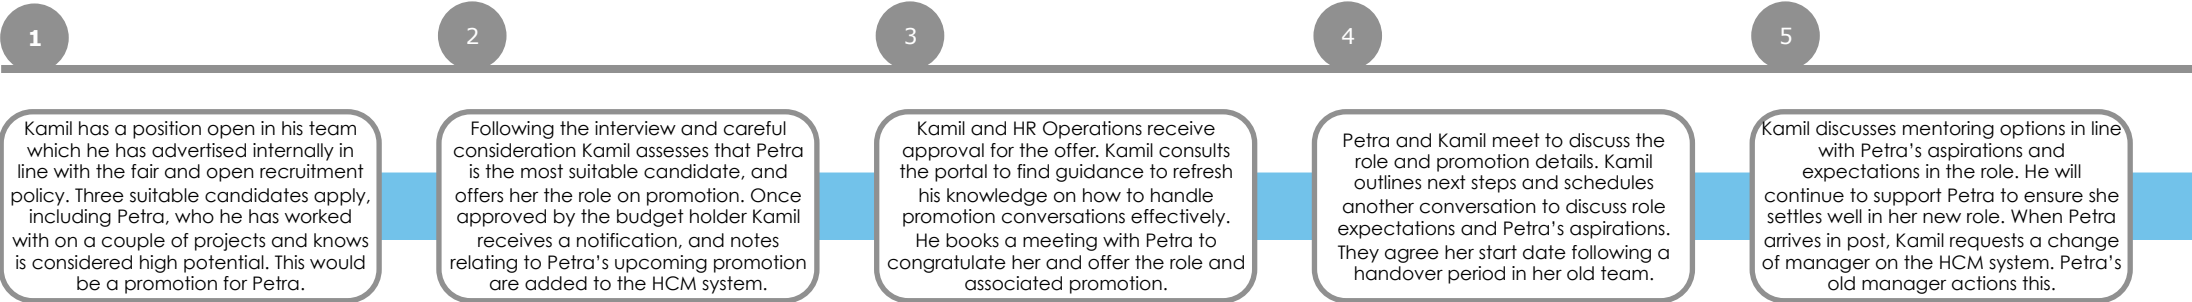 1
2
3
4
5
Kamil has a position open in his team
which he has advertised internally in
line with the fair and open recruitment
policy. Three suitable candidates apply,
including Petra, who he has worked
with on a couple of projects and knows
is considered high potential. This would
be a promotion for Petra.
Following the interview and careful
consideration Kamil assesses that Petra
is the most suitable candidate, and
offers her the role on promotion. Once
approved by the budget holder Kamil
receives a notification, and notes
relating to Petra’s upcoming promotion
are added to the HCM system.
Kamil and HR Operations receive
approval for the offer. Kamil consults
the portal to find guidance to refresh
his knowledge on how to handle
promotion conversations effectively.
He books a meeting with Petra to
congratulate her and offer the role and
associated promotion.
Petra and Kamil meet to discuss the
role and promotion details. Kamil
outlines next steps and schedules
another conversation to discuss role
expectations and Petra’s aspirations.
They agree her start date following a
handover period in her old team.
Kamil discusses mentoring options in line
with Petra’s aspirations and
expectations in the role. He will
continue to support Petra to ensure she
settles well in her new role. When Petra
arrives in post, Kamil requests a change
of manager on the HCM system. Petra’s
old manager actions this.